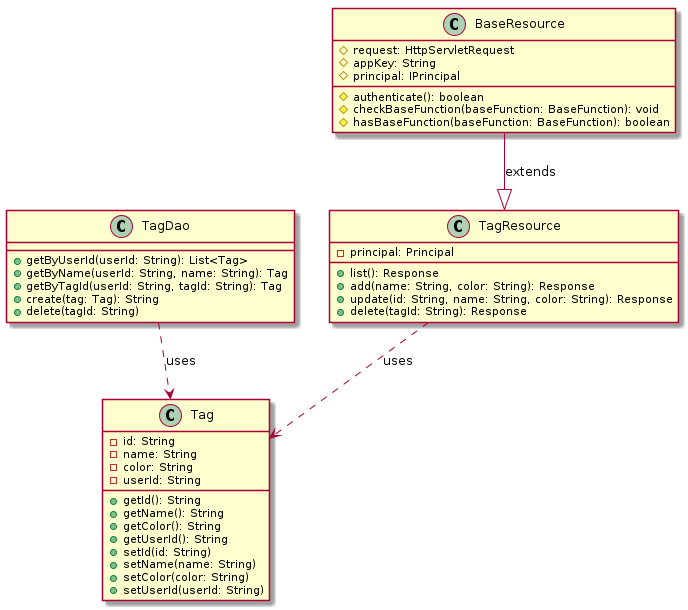 C BaseResource
request: HttpServletRequest
appKey: String
principal: IPrincipal
authenticate(): boolean
checkBaseFunction(baseFunction: BaseFunction): void
hasBaseFunction(baseFunction: BaseFunction): boolean
extends
C TagDao
getByUserId(userId: String): List<Tag>
getByName(userId: String, name: String): Tag
getByTagId(userId: String, tagId: String): Tag
create(tag: Tag): String
delete(tagId: String)
C TagResource
principal: Principal
list(): Response
add(name: String, color: String): Response
update(id: String, name: String, color: String): Response
delete(tagId: String): Response
uses
uses
C Tag
id: String
name: String
color: String
userId: String
getId(): String
getName(): String
getColor(): String
getUserId(): String
setId(id: String)
setName(name: String)
setColor(color: String)
setUserId(userId: String)